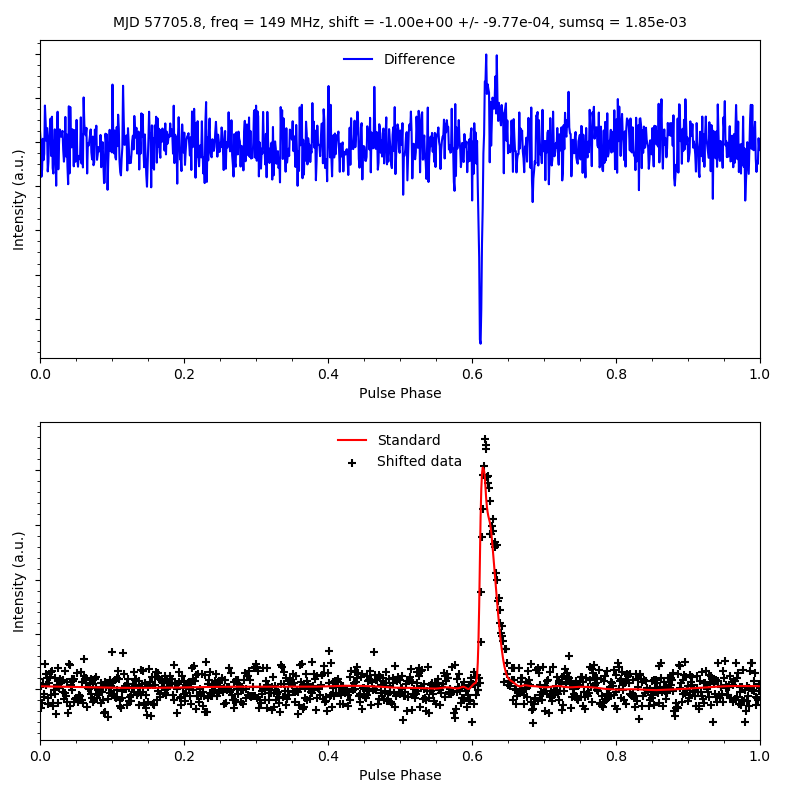 MJD 57705.8, freq = 149 MHz, shift = -1.00e+00 +/- -9.77e-04, sumsq = 1.85e-03
Difference
Intensity (a.u.)
0.0 0.2 0.4 0.6 0.8 1.0
Pulse Phase
Standard
Shifted data
Intensity (a.u.)
0.0 0.2 0.4 0.6 0.8 1.0
Pulse Phase